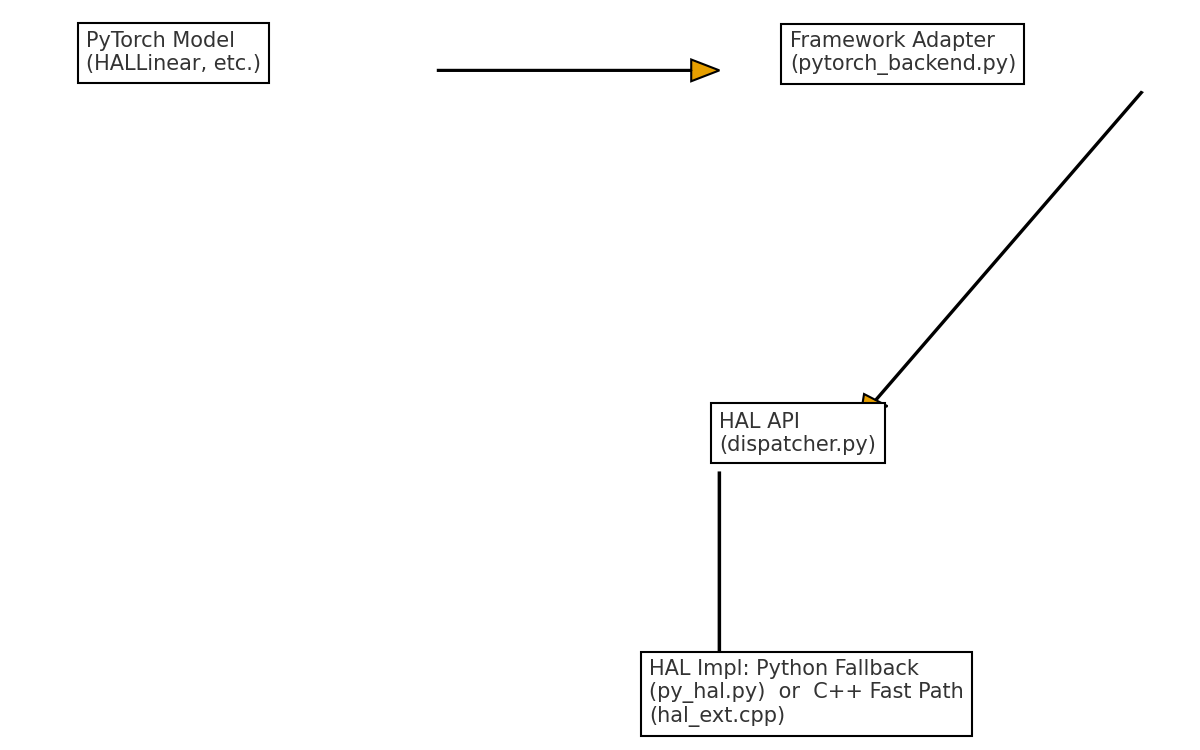 PyTorch Model
(HALLinear, etc.)
Framework Adapter
(pytorch_backend.py)
HAL API
(dispatcher.py)
HAL Impl: Python Fallback
(py_hal.py)  or  C++ Fast Path
(hal_ext.cpp)